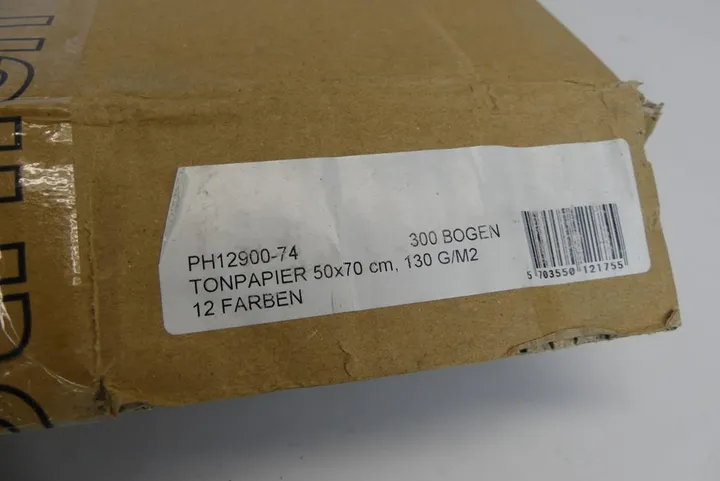 PH12900-74 300 BOGEN
TONPAPIER 50x70 cm, 130 G/M2
12 FARBEN
5 703550 121755